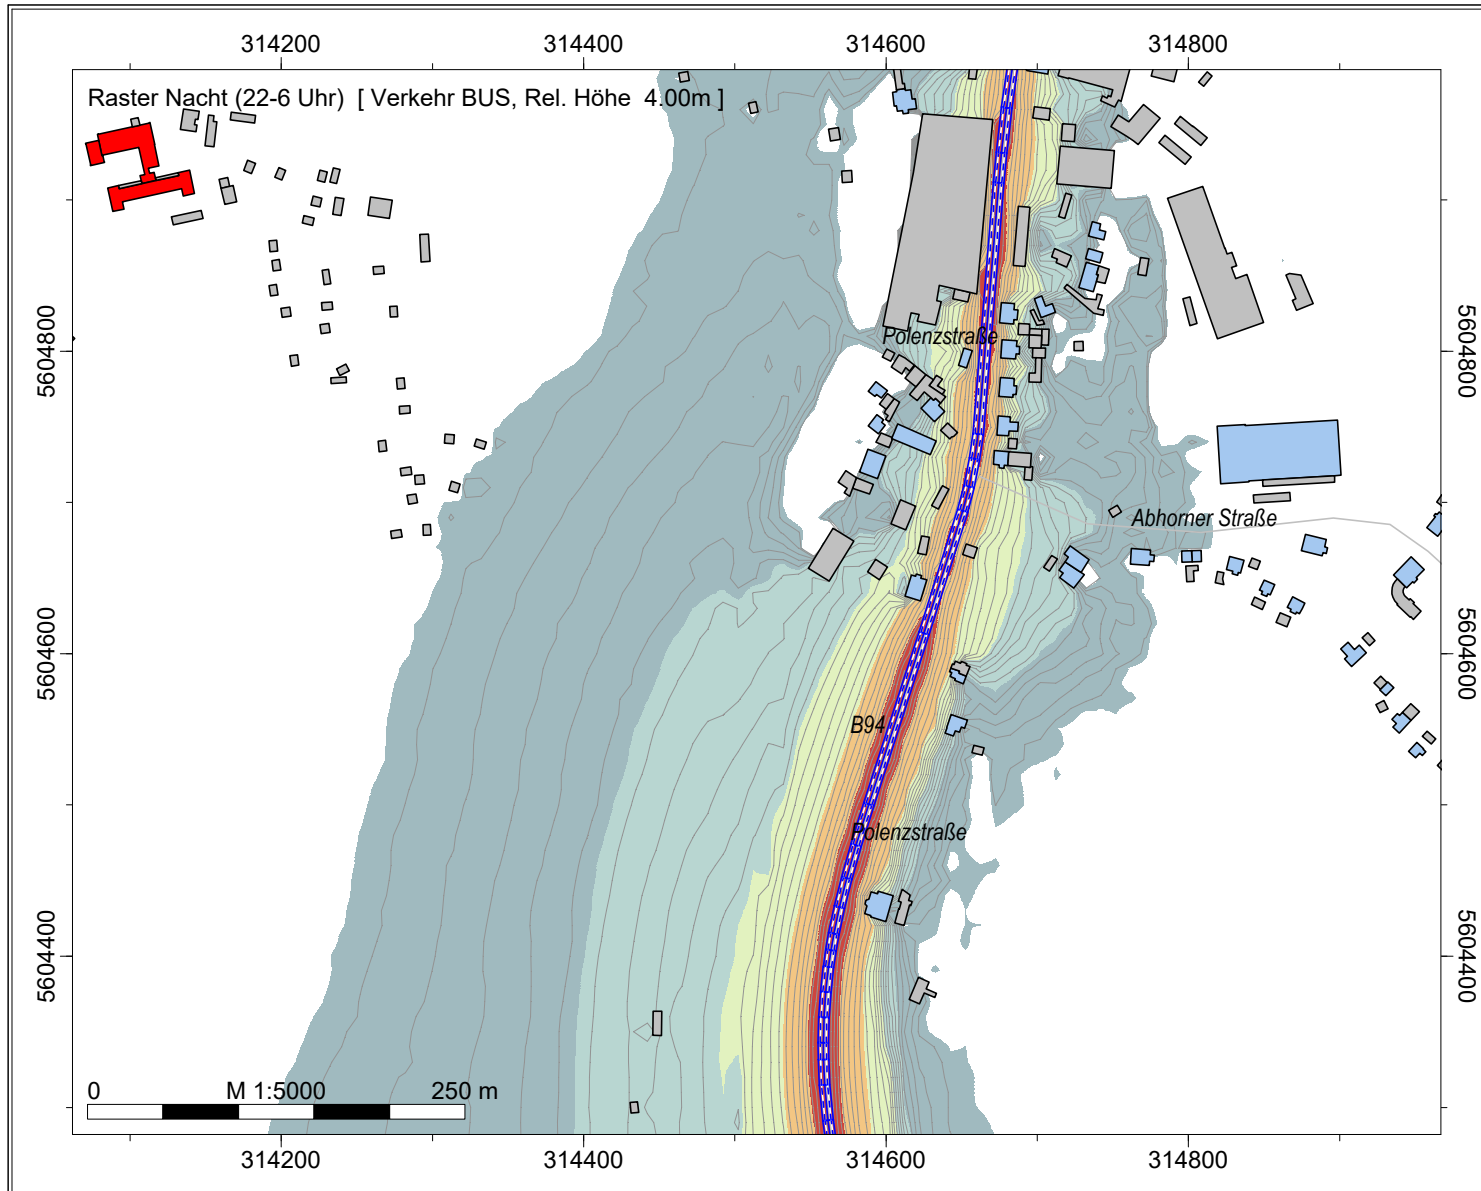 314200 314400 314600 314800
Raster Nacht (22-6 Uhr) [ Verkehr BUS, Rel. Höhe 4.00m ]
5604800 Polenzstraße 5604800
Abhorner Straße
5604600 5604600
B94
Polenzstraße
5604400 5604400
0 M 1:5000 250 m
314200 314400 314600 314800